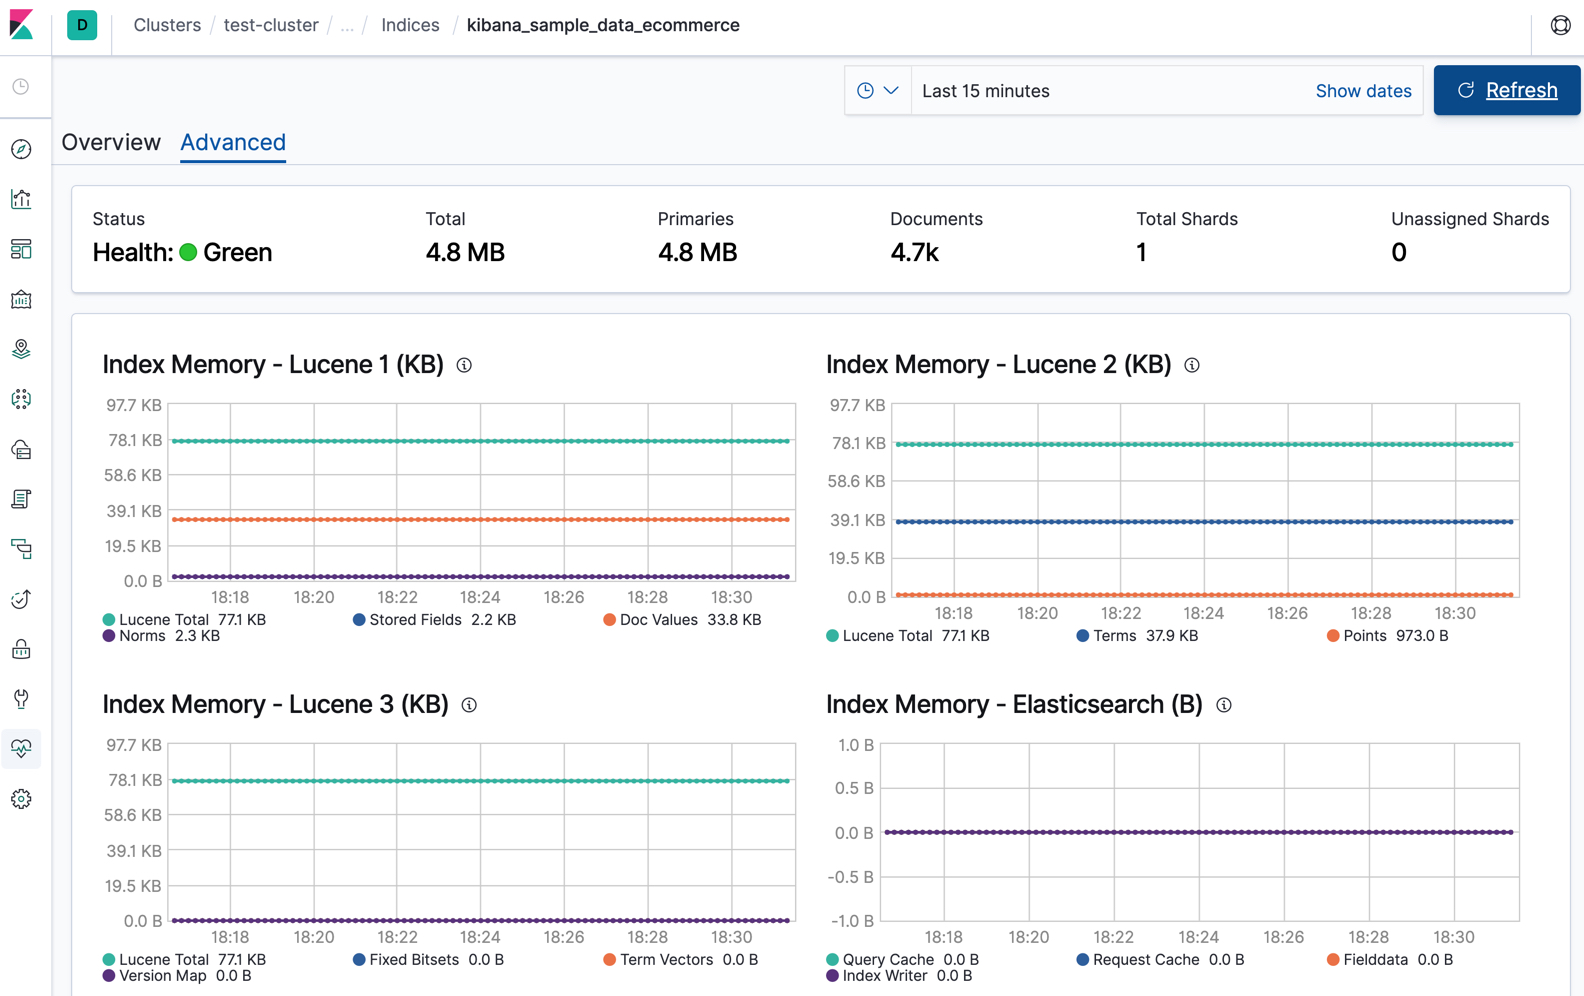 D Clusters / test-cluster / ... / Indices / kibana_sample_data_ecommerce
Last 15 minutes Show dates Refresh
Overview Advanced
Status Total Primaries Documents Total Shards Unassigned Shards
Health: Green 4.8 MB 4.8 MB 4.7k 1 0
Index Memory - Lucene 1 (KB)
97.7 KB
78.1 KB
58.6 KB
39.1 KB
19.5 KB
0.0 B
18:18 18:20 18:22 18:24 18:26 18:28 18:30
Lucene Total 77.1 KB Stored Fields 2.2 KB Doc Values 33.8 KB
Norms 2.3 KB
Index Memory - Lucene 2 (KB)
97.7 KB
78.1 KB
58.6 KB
39.1 KB
19.5 KB
0.0 B
18:18 18:20 18:22 18:24 18:26 18:28 18:30
Lucene Total 77.1 KB Terms 37.9 KB Points 973.0 B
Index Memory - Lucene 3 (KB)
97.7 KB
78.1 KB
58.6 KB
39.1 KB
19.5 KB
0.0 B
18:18 18:20 18:22 18:24 18:26 18:28 18:30
Lucene Total 77.1 KB Fixed Bitsets 0.0 B Term Vectors 0.0 B
Version Map 0.0 B
Index Memory - Elasticsearch (B)
1.0 B
0.5 B
0.0 B
-0.5 B
-1.0 B
18:18 18:20 18:22 18:24 18:26 18:28 18:30
Query Cache 0.0 B Request Cache 0.0 B Fielddata 0.0 B
Index Writer 0.0 B